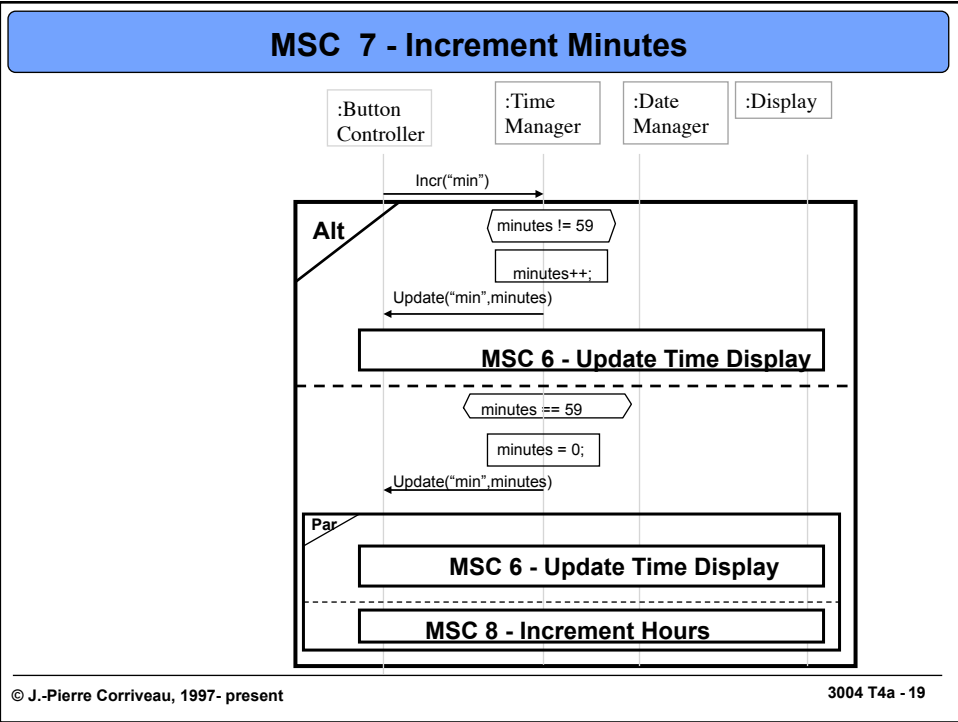 MSC 7 - Increment Minutes
:Button
Controller
:Time
Manager
:Date
Manager
:Display
Incr(“min”)
Alt
minutes != 59
minutes++;
Update(“min”,minutes)
MSC 6 - Update Time Display
minutes == 59
minutes = 0;
Update(“min”,minutes)
Par
MSC 6 - Update Time Display
MSC 8 - Increment Hours
© J.-Pierre Corriveau, 1997- present
3004 T4a - 19